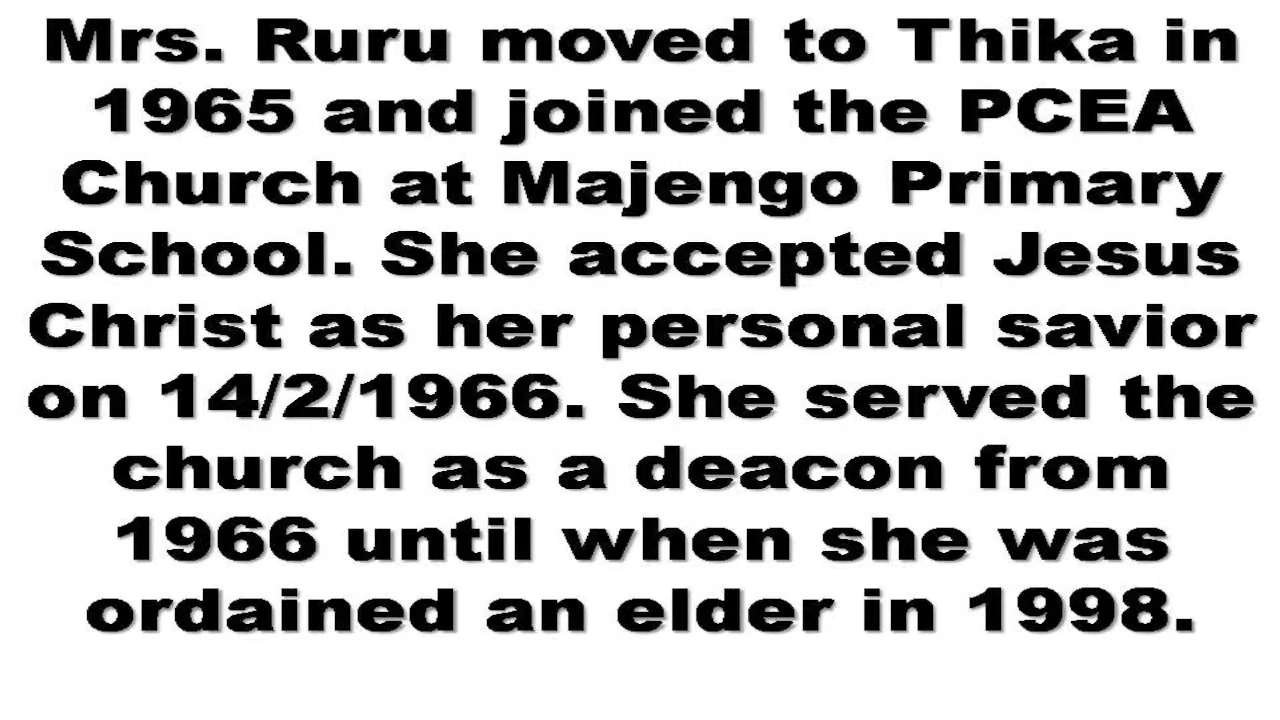 Mrs. Ruru moved to Thika in
1965 and joined the PCEA
Church at Majengo Primary
School. She accepted Jesus
Christ as her personal savior
on 14/2/1966. She served the
church as a deacon from
1966 until when she was
ordained an elder in 1998.